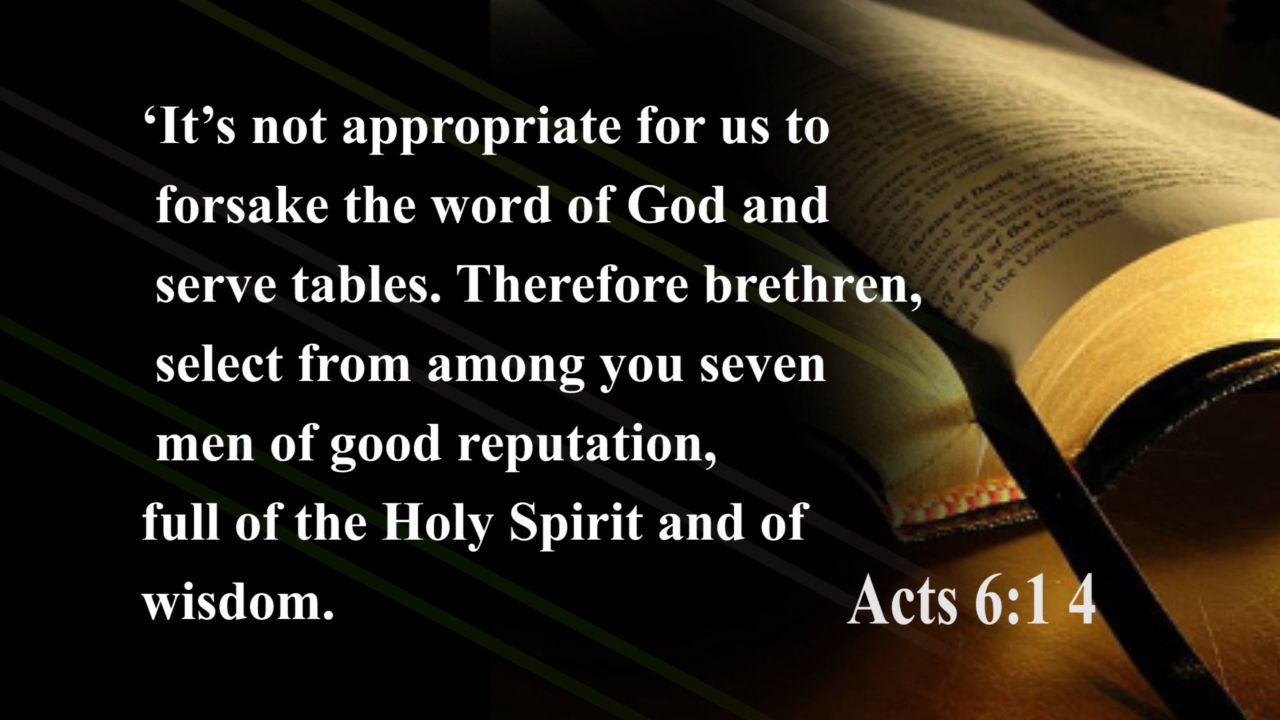 ‘It’s not appropriate for us to
forsake the word of God and
serve tables. Therefore brethren,
select from among you seven
men of good reputation,
full of the Holy Spirit and of
wisdom.
Acts 6:1 4